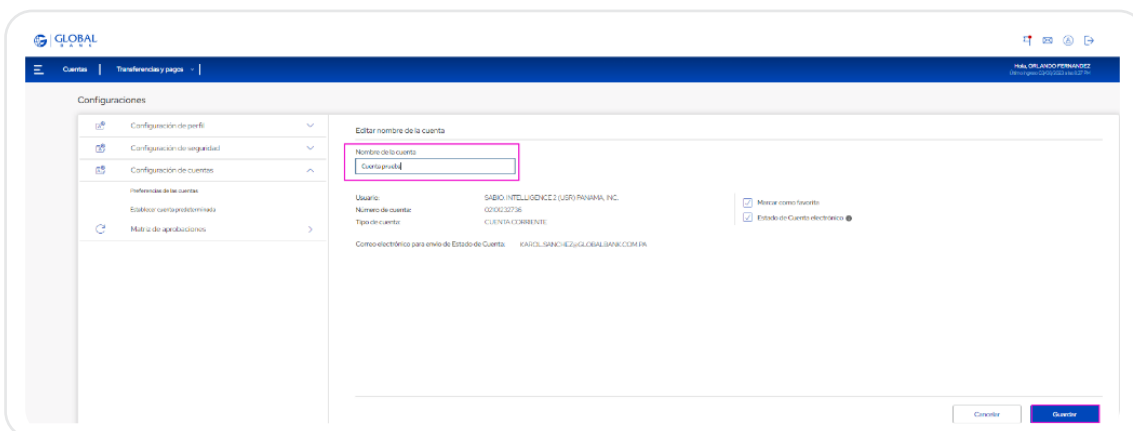 GLOBAL
BANK
Cuentas
Transferencias y pagos
Hola, ORLANDO FERNANDEZ
Configuraciones
Configuración de perfil
Configuración de seguridad
Configuración de cuentas
Preferencias de las cuentas
Establecer cuenta predeterminada
Matriz de aprobaciones
Editar nombre de la cuenta
Nombre de la cuenta
Cuenta prueba
Usuario: SABIO INTELLIGENCE 2 (USR) PANAMA, INC.
Número de cuenta:
Tipo de cuenta: CUENTA CORRIENTE
Correo electrónico para envío de Estado de Cuenta: KAROL.SANCHEZ@GLOBALBANK.COM.PA
Marcar como favorito
Estado de Cuenta electrónico
Cancelar
Guardar